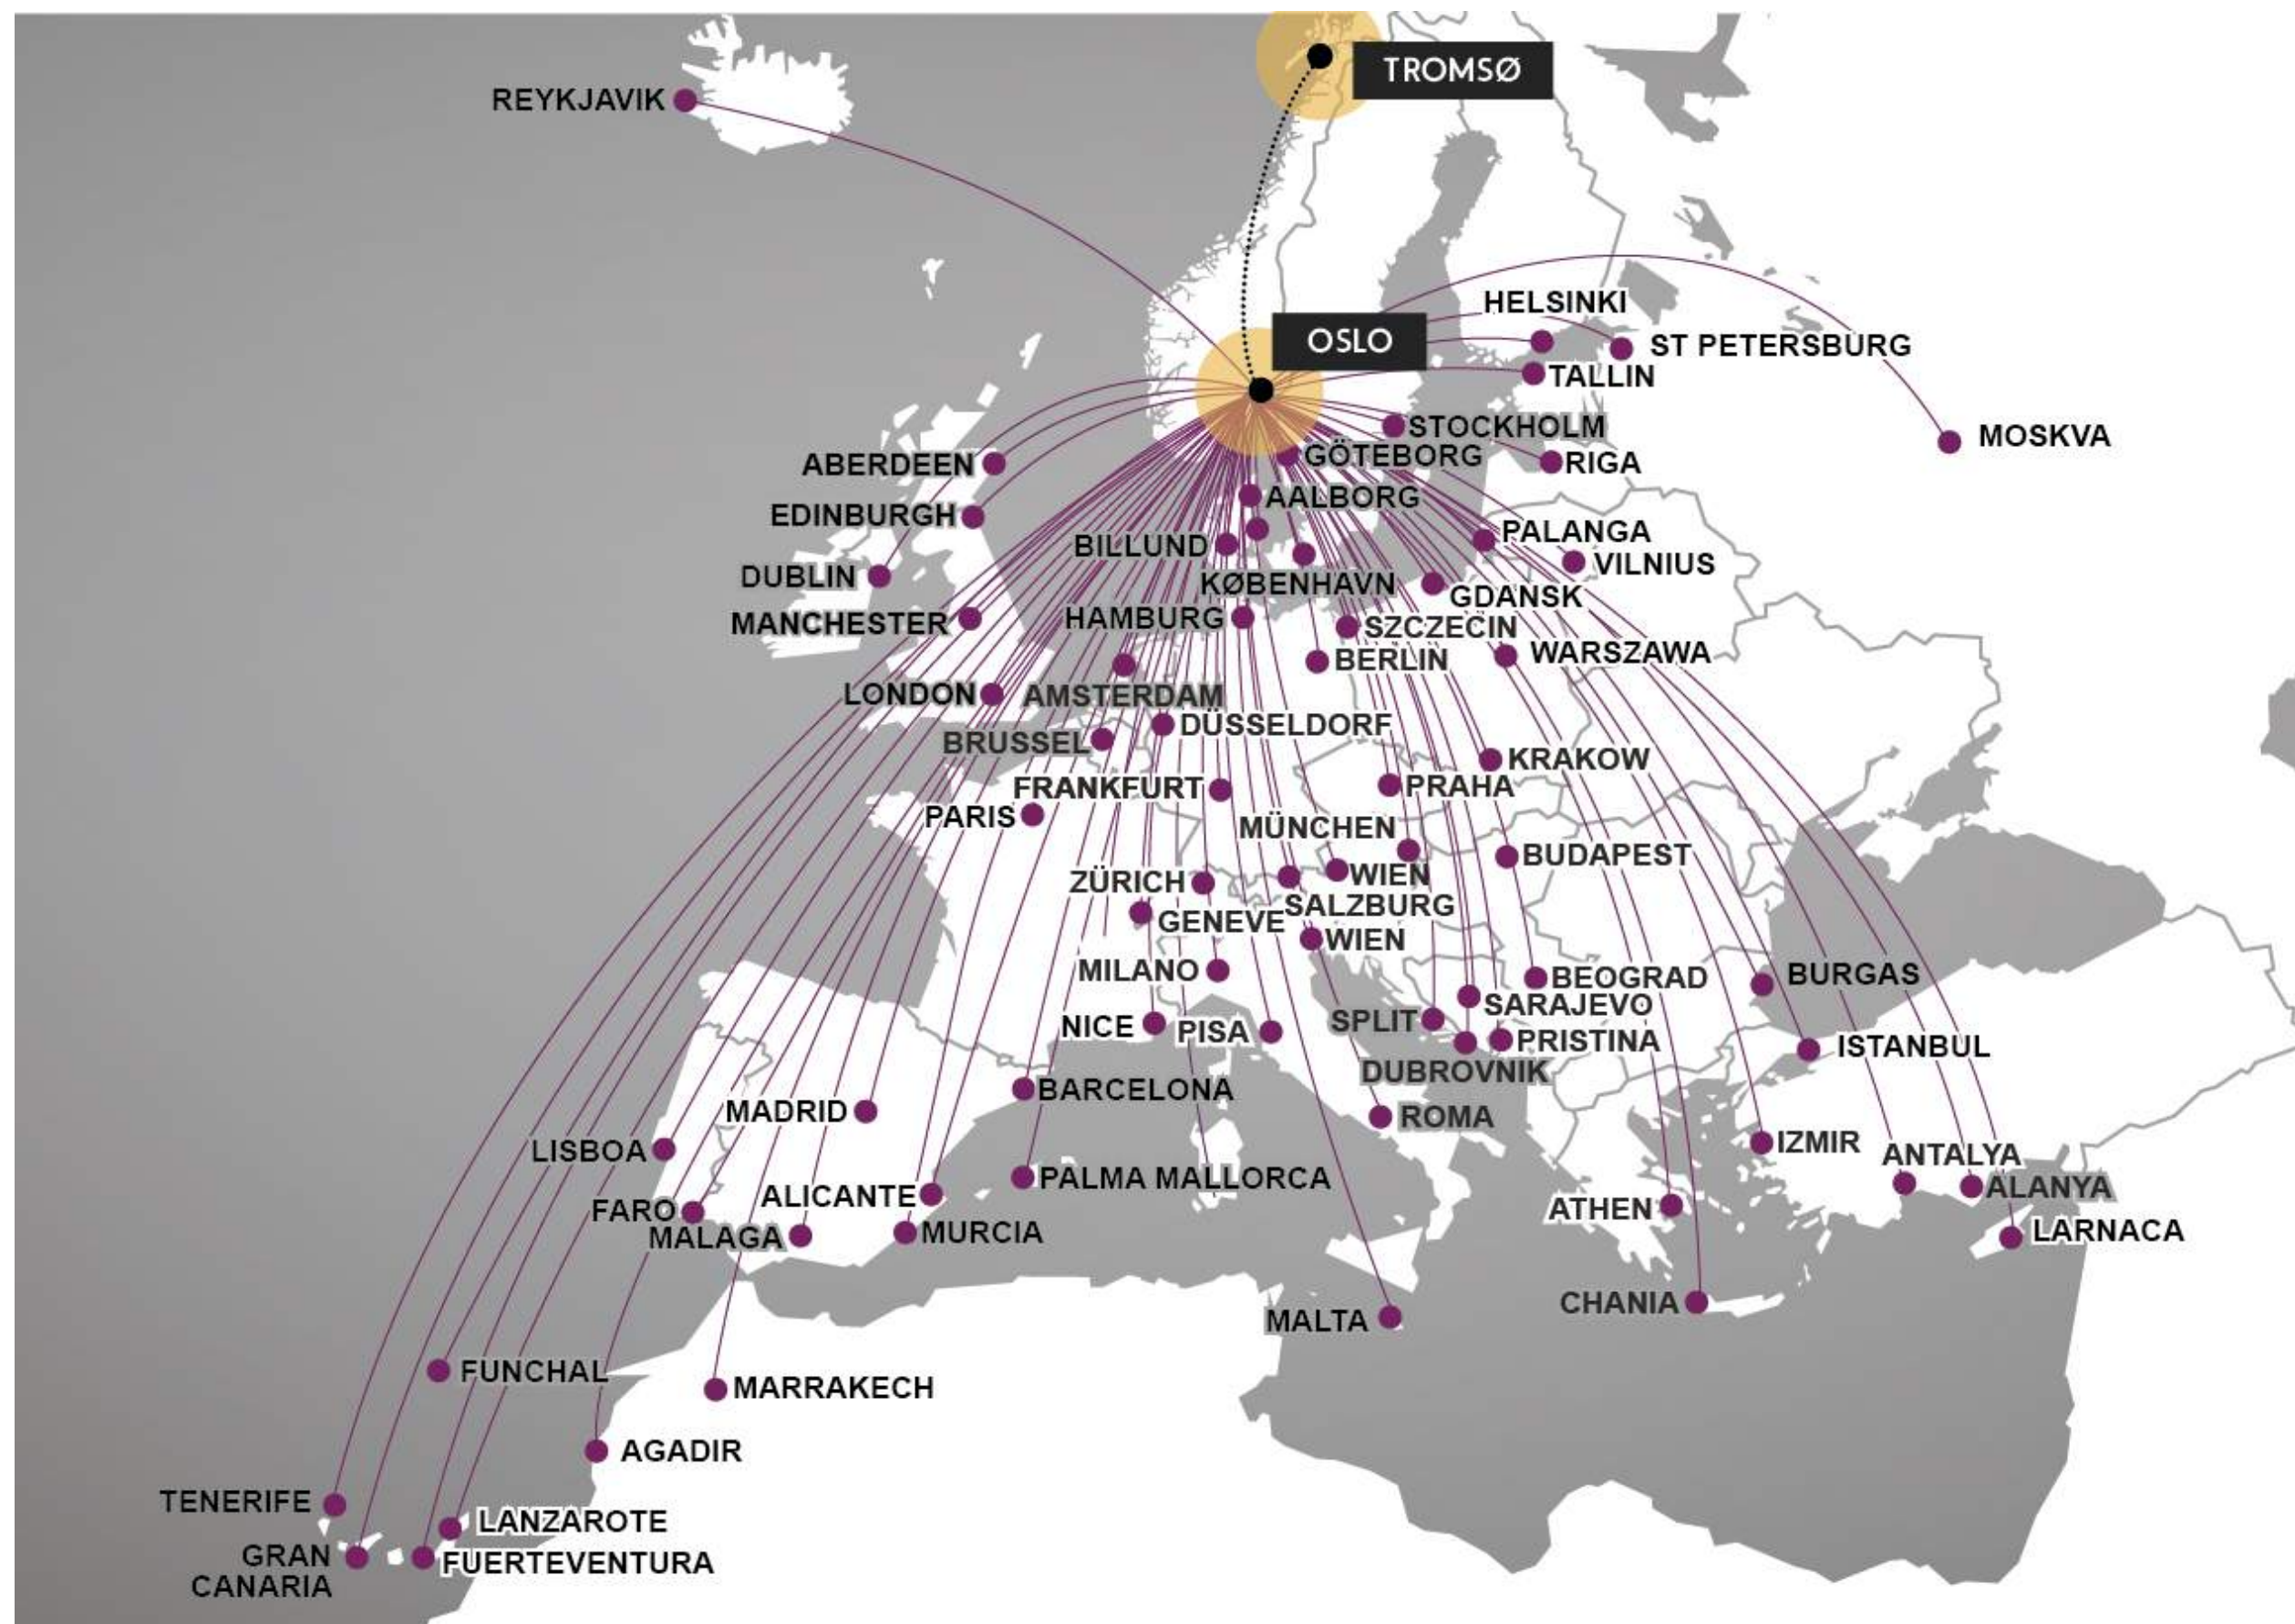 TROMSØ
REYKJAVIK
HELSINKI
OSLO
ST PETERSBURG
TALLIN
STOCKHOLM
MOSKVA
GÖTEBORG
RIGA
ABERDEEN
AALBORG
EDINBURGH
PALANGA
BILLUND
VILNIUS
DUBLIN
KØBENHAVN
GDANSK
MANCHESTER
HAMBURG
SZCZECIN
WARSZAWA
BERLIN
LONDON
AMSTERDAM
DÜSSELDORF
BRUSSEL
KRAKOW
FRANKFURT
PRAHA
PARIS
MÜNCHEN
BUDAPEST
WIEN
ZÜRICH
SALZBURG
GENEVE
WIEN
MILANO
BEOGRAD
BURGAS
SARAJEVO
SPLIT
NICE
PISA
PRISTINA
ISTANBUL
DUBROVNIK
BARCELONA
MADRID
ROMA
LISBOA
IZMIR
ANTALYA
PALMA MALLORCA
ALANYA
ALICANTE
FARO
ATHEN
MALAGA
MURCIA
LARNACA
CHANIA
MALTA
FUNCHAL
MARRAKECH
AGADIR
TENERIFE
LANZAROTE
GRAN
CANARIA
FUERTEVENTURA